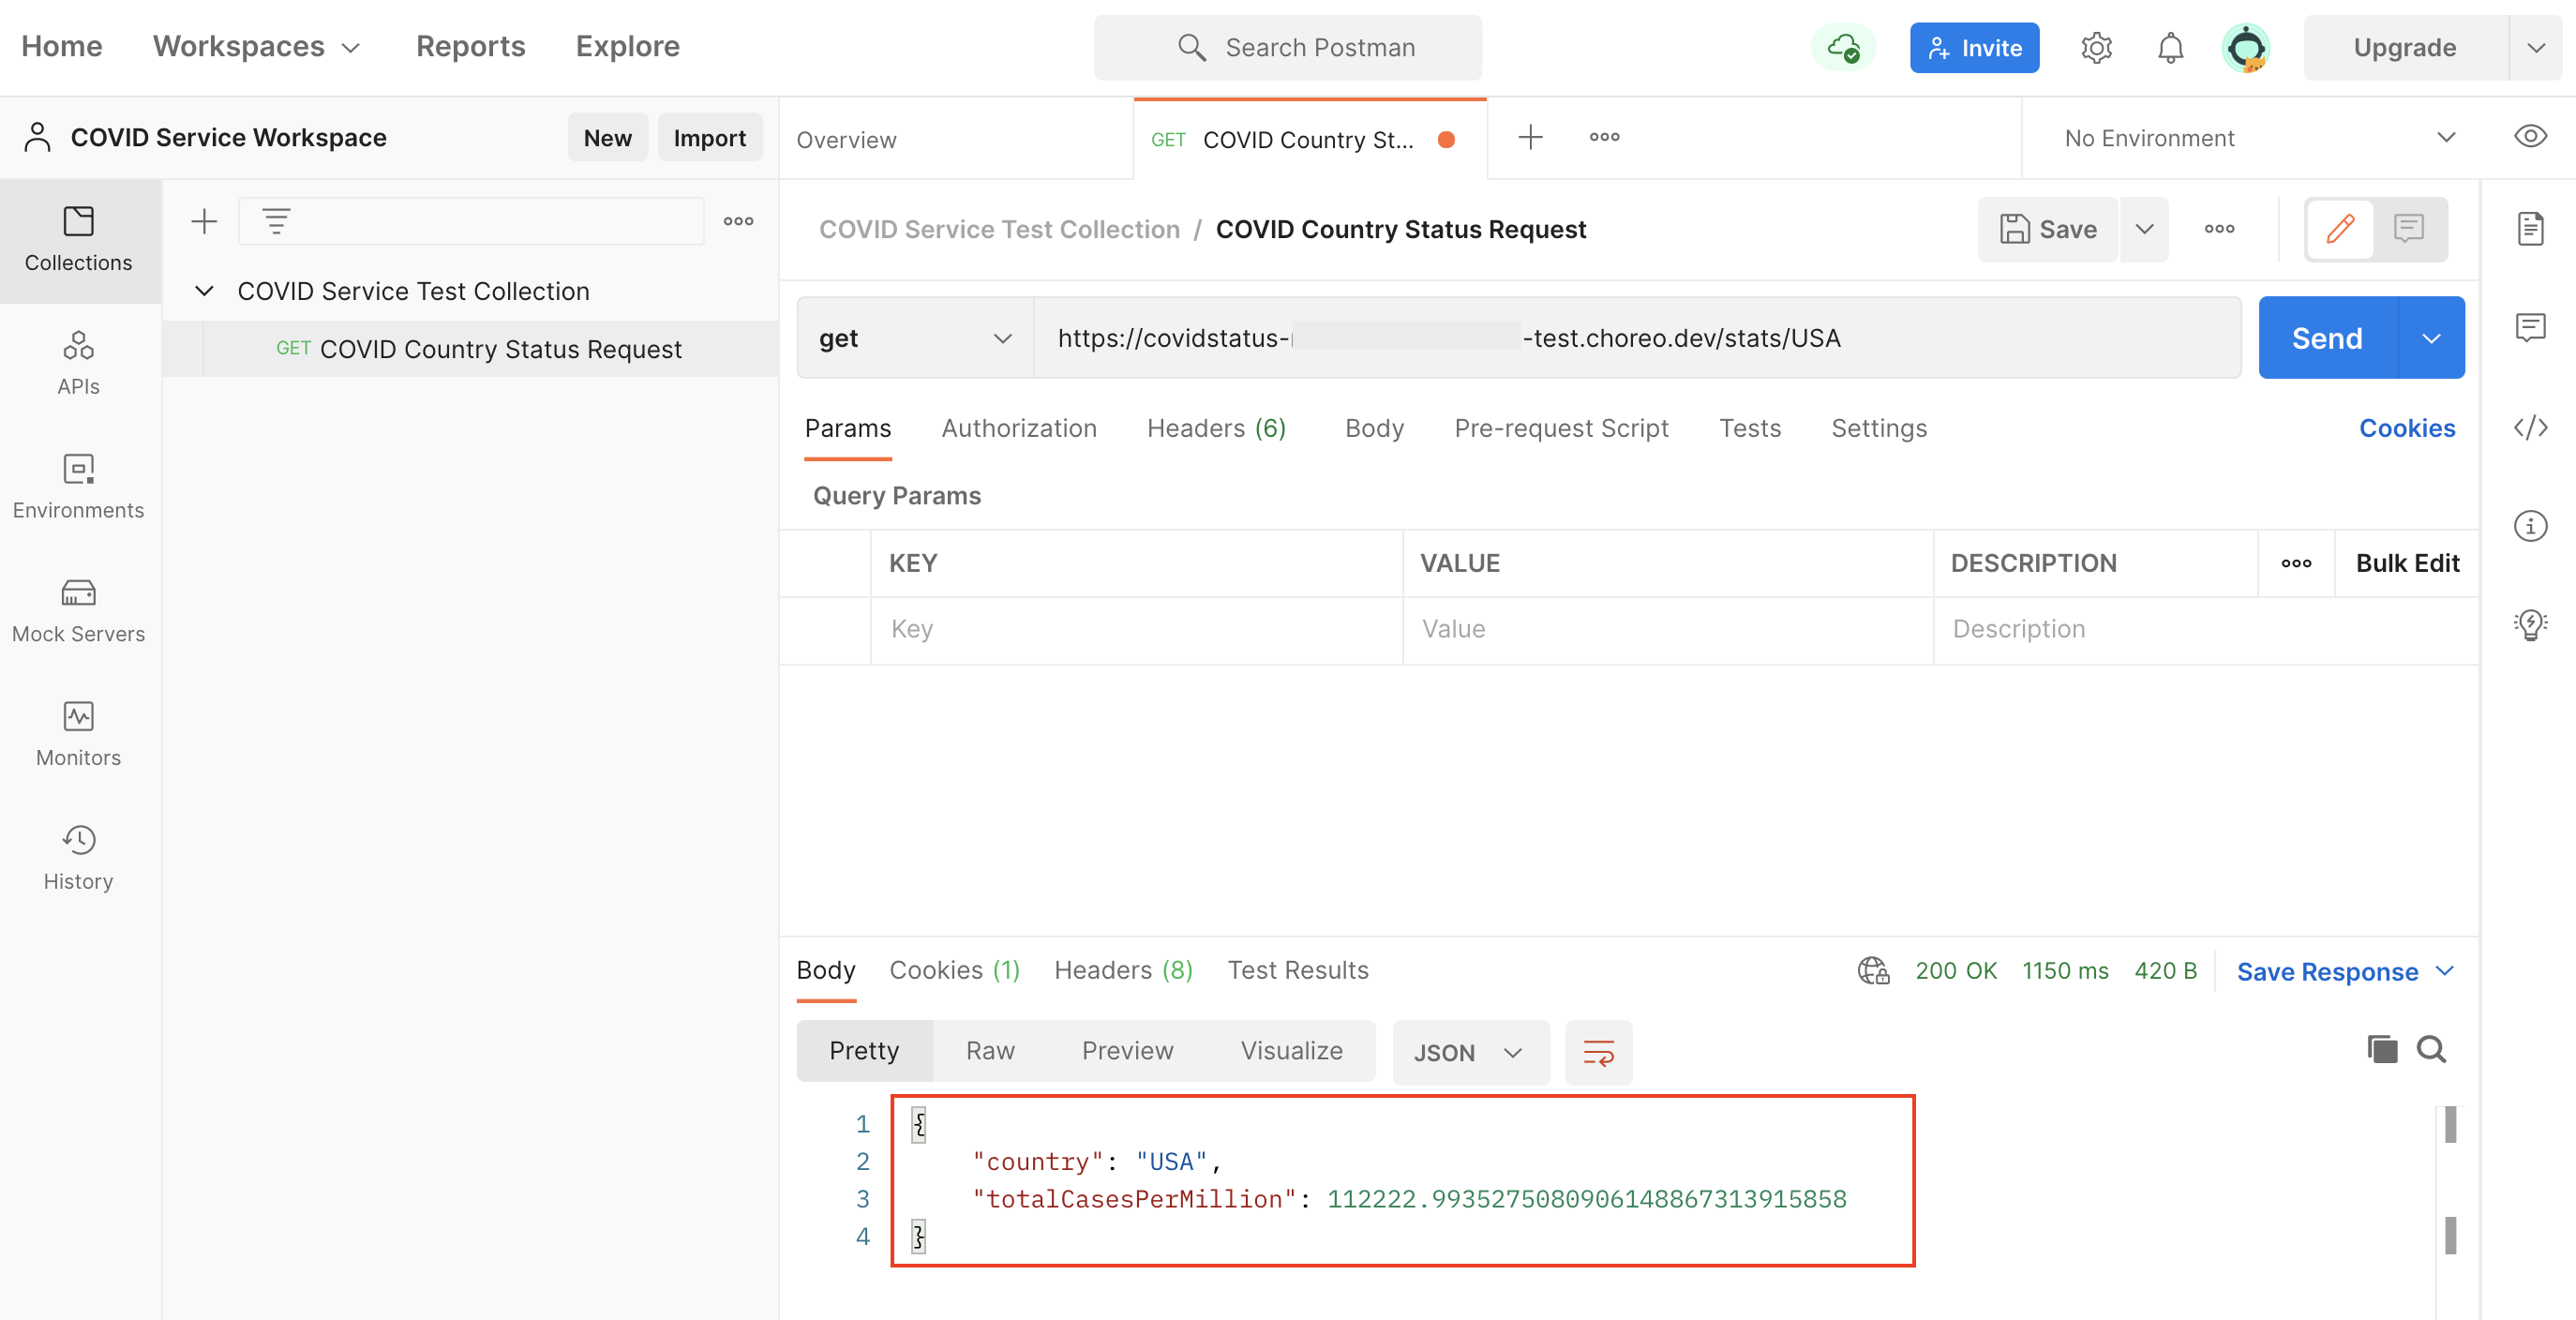 Home Workspaces Reports Explore Search Postman Invite Upgrade
COVID Service Workspace New Import Overview GET COVID Country St... No Environment
Collections
APIs
Environments
Mock Servers
Monitors
History
COVID Service Test Collection
GET COVID Country Status Request
COVID Service Test Collection / COVID Country Status Request Save
get https://covidstatus- -test.choreo.dev/stats/USA Send
Params Authorization Headers (6) Body Pre-request Script Tests Settings Cookies
Query Params
KEY VALUE DESCRIPTION Bulk Edit
Key Value Description
Body Cookies (1) Headers (8) Test Results 200 OK 1150 ms 420 B Save Response
Pretty Raw Preview Visualize JSON
1 {
2 "country": "USA",
3 "totalCasesPerMillion": 112222.9935275080906148867313915858
4 }